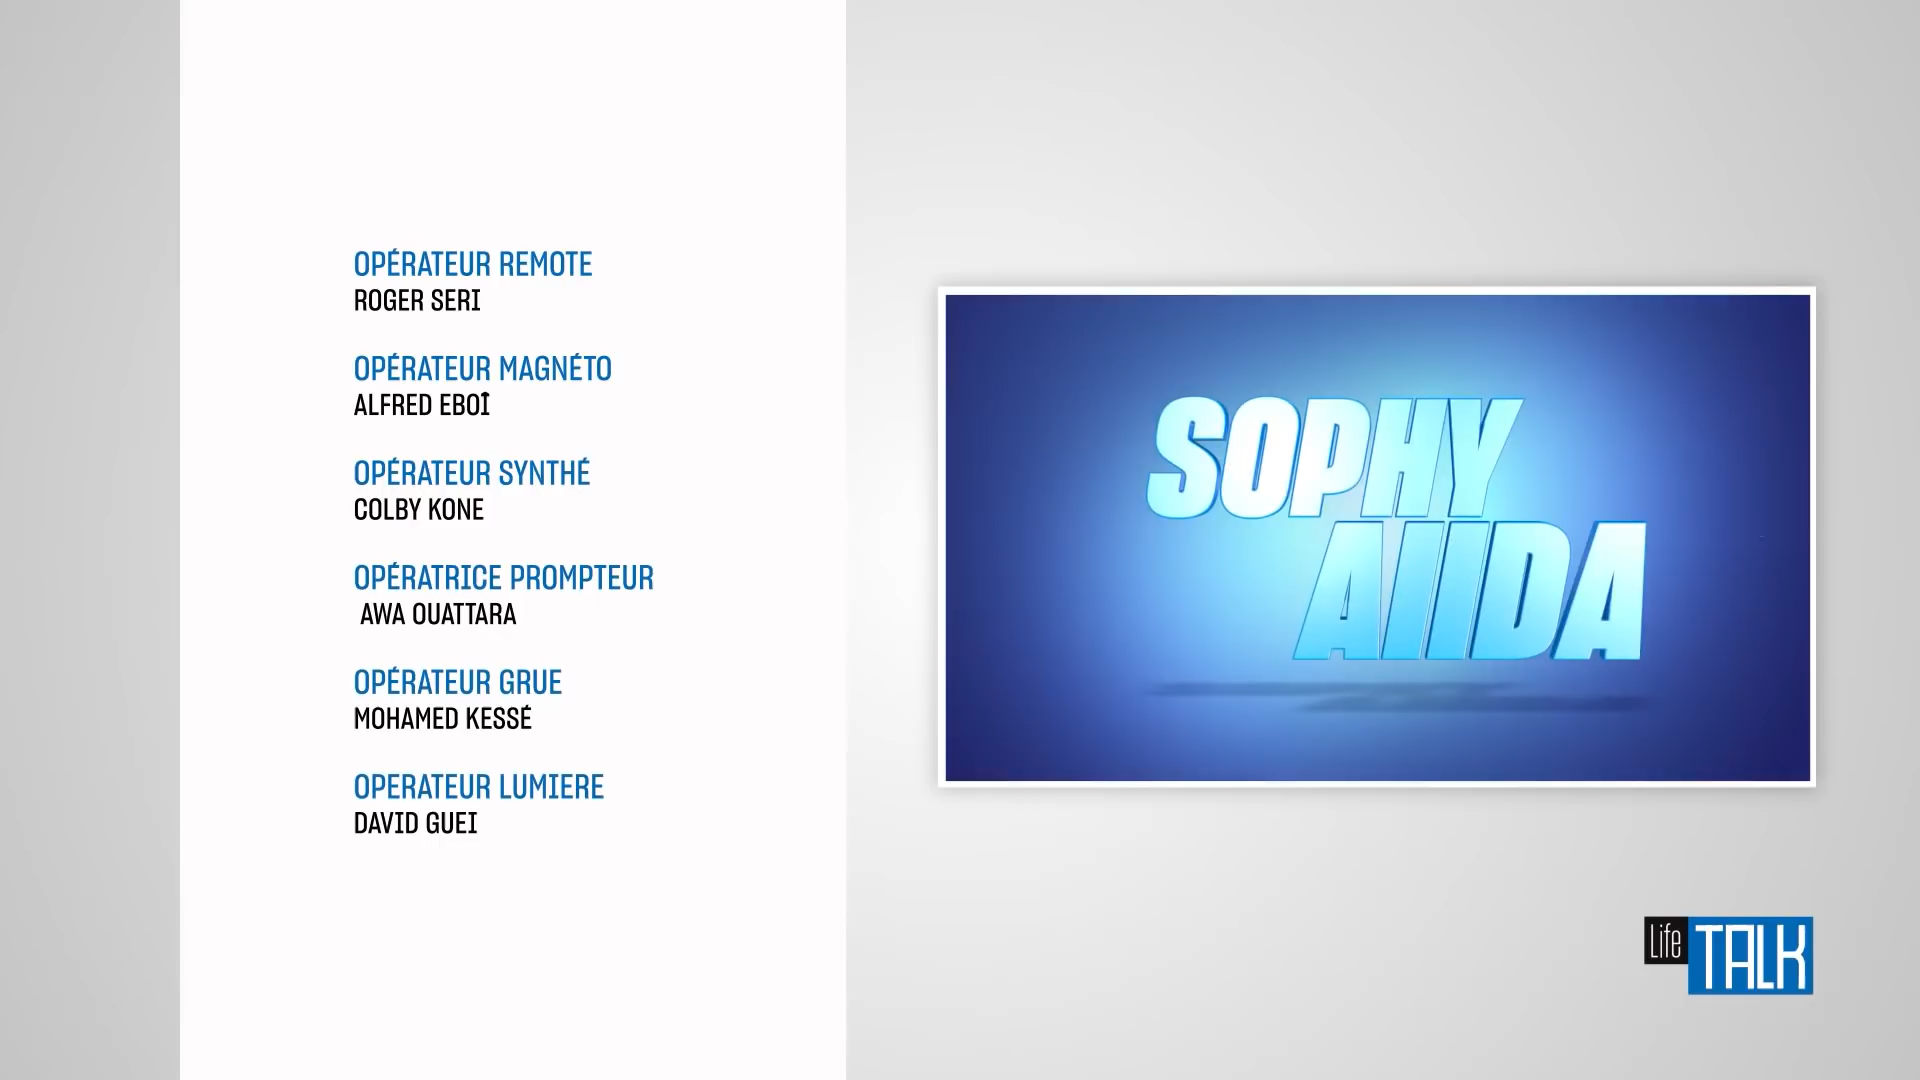 OPÉRATEUR REMOTE
ROGER SERI
OPÉRATEUR MAGNÉTO
ALFRED EBOÎ
OPÉRATEUR SYNTHÉ
COLBY KONE
OPÉRATRICE PROMPTEUR
AWA OUATTARA
OPÉRATEUR GRUE
MOHAMED KESSÉ
OPERATEUR LUMIERE
DAVID GUEI
SOPHY
AIIDA
Life TALK